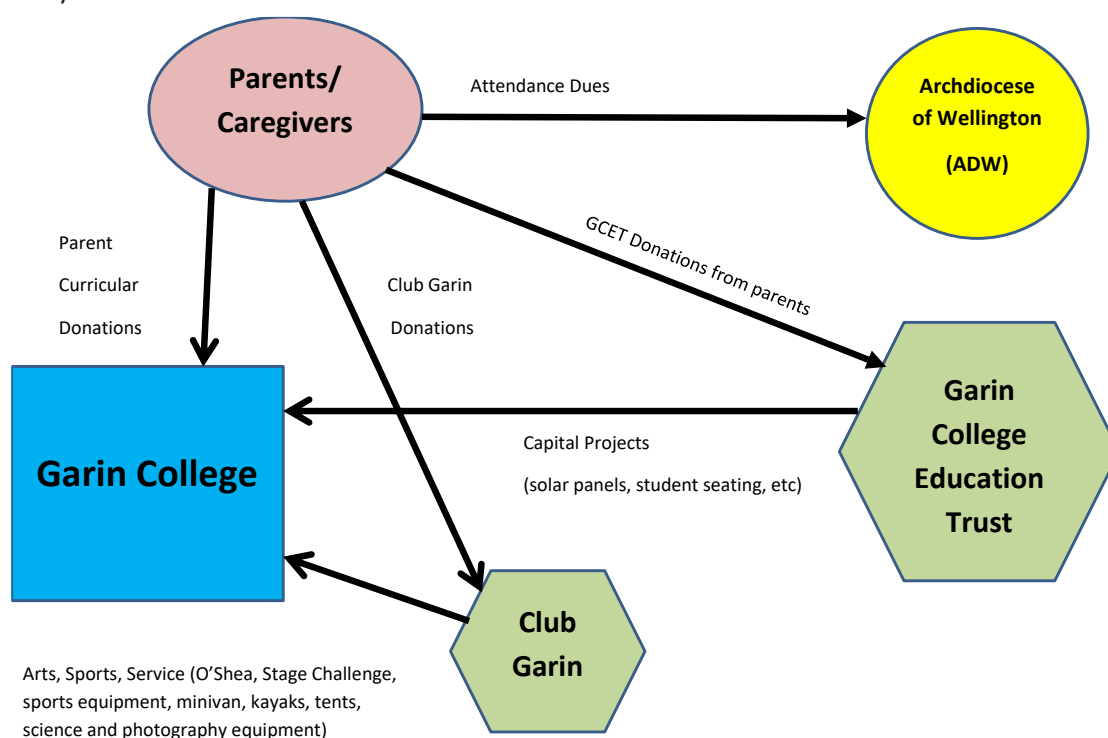 Parents/
Caregivers
Attendance Dues
Archdiocese
of Wellington
(ADW)
Parent
Curricular
Donations
Club Garin
Donations
GCET Donations from parents
Garin College
Capital Projects
(solar panels, student seating, etc)
Garin
College
Education
Trust
Club
Garin
Arts, Sports, Service (O’Shea, Stage Challenge,
sports equipment, minivan, kayaks, tents,
science and photography equipment)